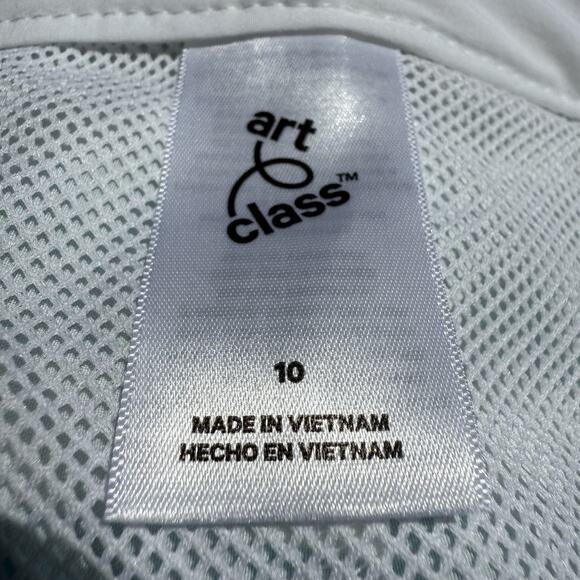 art
class™
10
MADE IN VIETNAM
HECHO EN VIETNAM